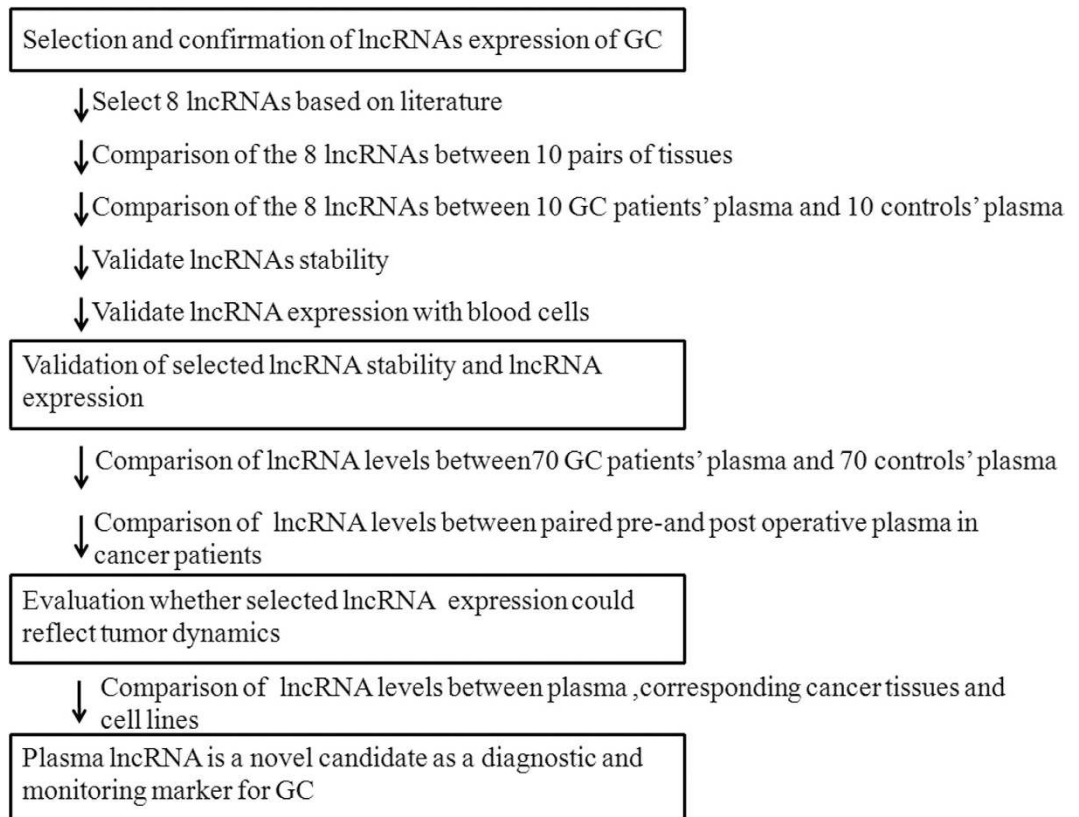 Selection and confirmation of lncRNAs expression of GC
Select 8 lncRNAs based on literature
Comparison of the 8 lncRNAs between 10 pairs of tissues
Comparison of the 8 lncRNAs between 10 GC patients' plasma and 10 controls' plasma
Validate lncRNAs stability
Validate lncRNA expression with blood cells
Validation of selected lncRNA stability and lncRNA
expression
Comparison of lncRNA levels between70 GC patients' plasma and 70 controls' plasma
Comparison of lncRNA levels between paired pre-and post operative plasma in
cancer patients
Evaluation whether selected lncRNA expression could
reflect tumor dynamics
Comparison of lncRNA levels between plasma ,corresponding cancer tissues and
cell lines
Plasma lncRNA is a novel candidate as a diagnostic and
monitoring marker for GC